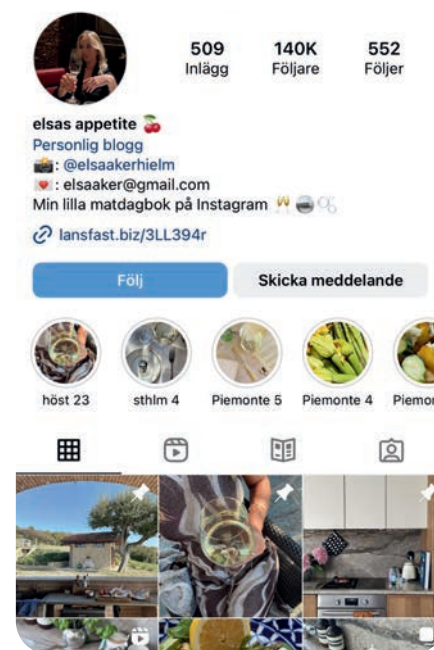 509 140K 552
Inlägg Följare Följer
elsas appetite 🍒
Personlig blogg
📸: @elsaakerhielm
💌: elsaaker@gmail.com
Min lilla matdagbok på Instagram 🥂🍝🫧
lansfast.biz/3LL394r
Följ Skicka meddelande
höst 23 sthlm 4 Piemonte 5 Piemonte 4 Piemor